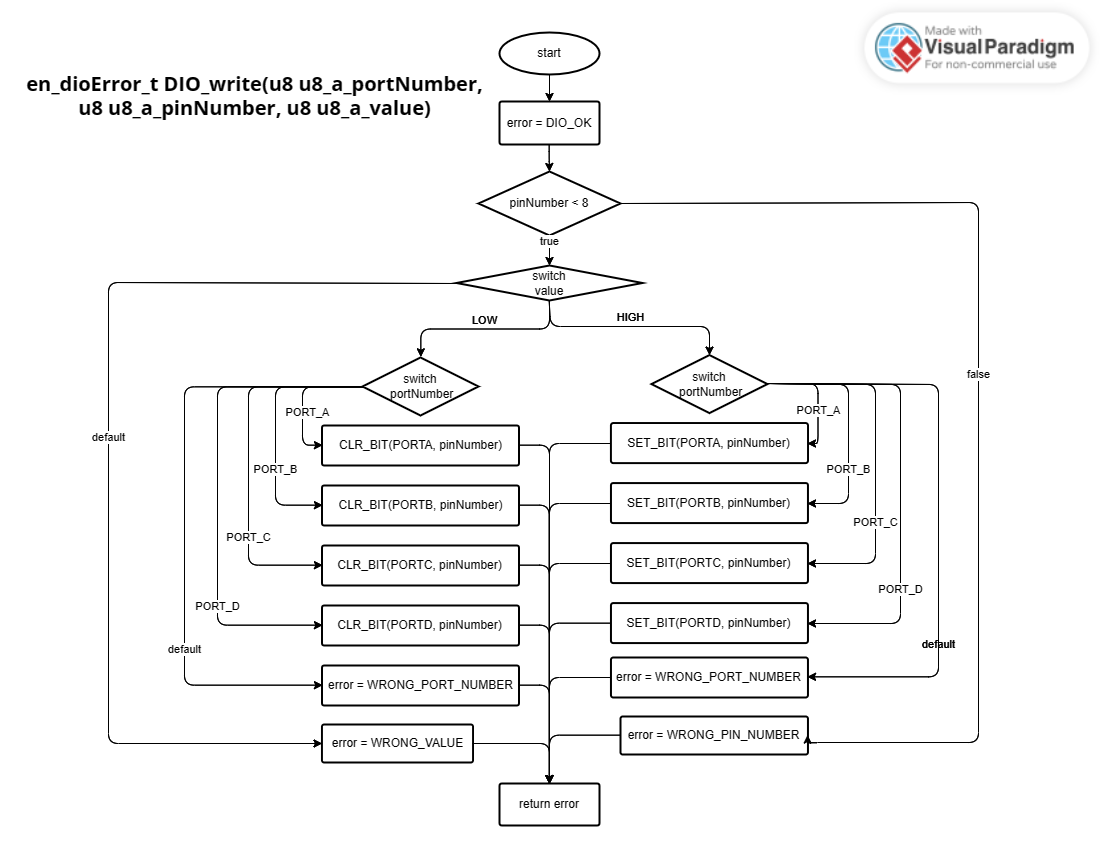 Made with
Visual Paradigm
For non-commercial use
en_dioError_t DIO_write(u8 u8_a_portNumber,
u8 u8_a_pinNumber, u8 u8_a_value)
start
error = DIO_OK
pinNumber < 8
true
false
switch
value
default
LOW
HIGH
switch
portNumber
PORT_A
PORT_B
PORT_C
PORT_D
default
CLR_BIT(PORTA, pinNumber)
CLR_BIT(PORTB, pinNumber)
CLR_BIT(PORTC, pinNumber)
CLR_BIT(PORTD, pinNumber)
error = WRONG_PORT_NUMBER
error = WRONG_VALUE
switch
portNumber
PORT_A
PORT_B
PORT_C
PORT_D
default
SET_BIT(PORTA, pinNumber)
SET_BIT(PORTB, pinNumber)
SET_BIT(PORTC, pinNumber)
SET_BIT(PORTD, pinNumber)
error = WRONG_PORT_NUMBER
error = WRONG_PIN_NUMBER
return error